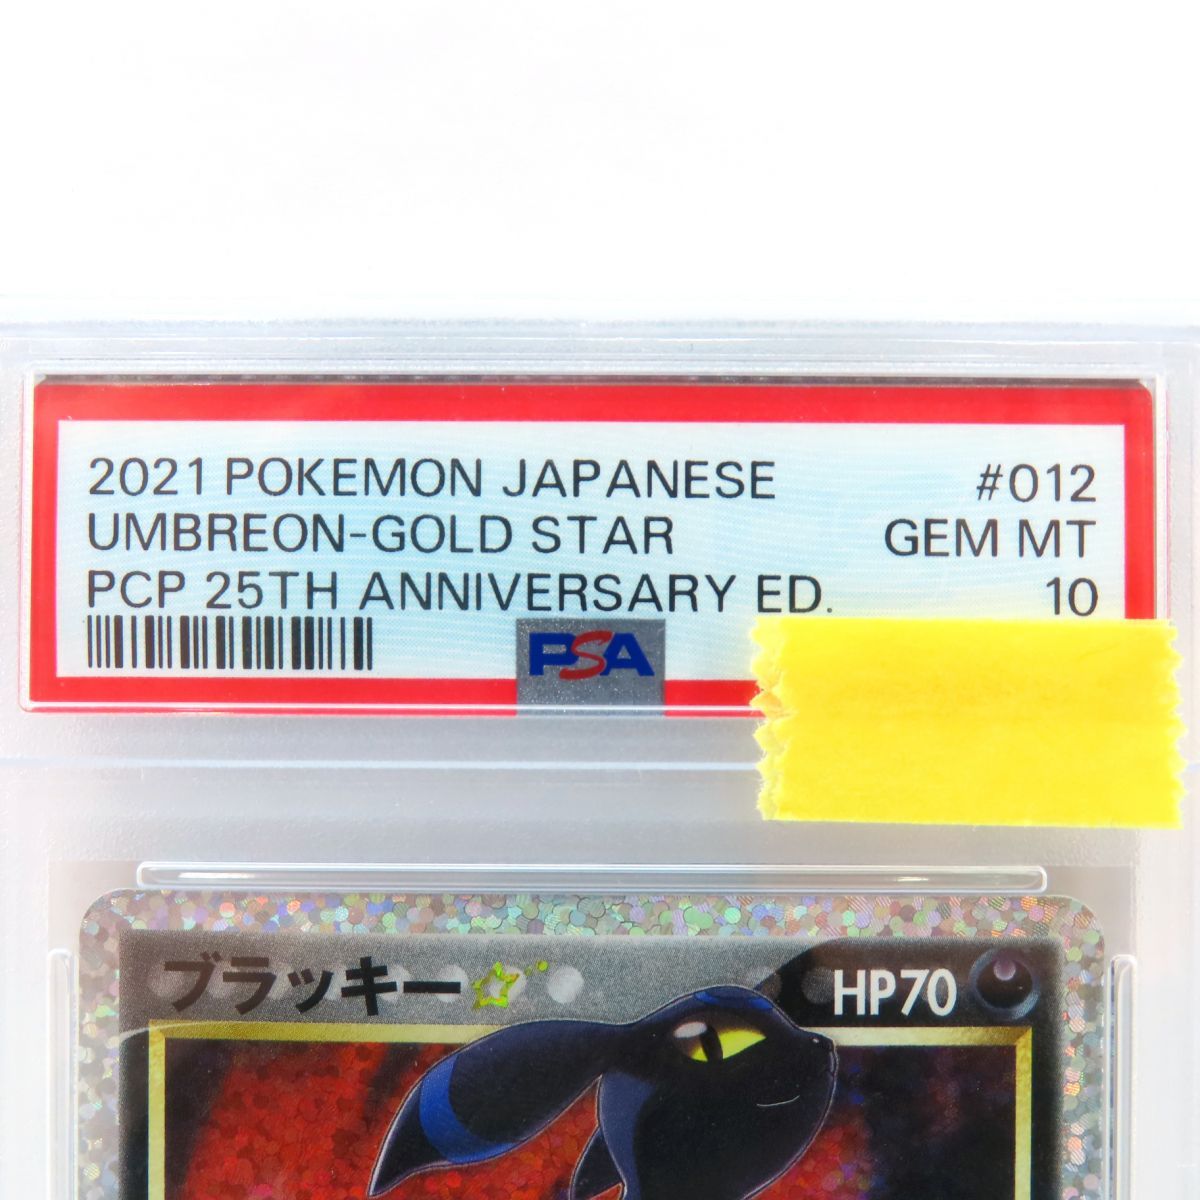 2021 POKEMON JAPANESE #012
UMBREON-GOLD STAR GEM MT
PCP 25TH ANNIVERSARY ED. 10
PSA
ブラッキー☆ HP70